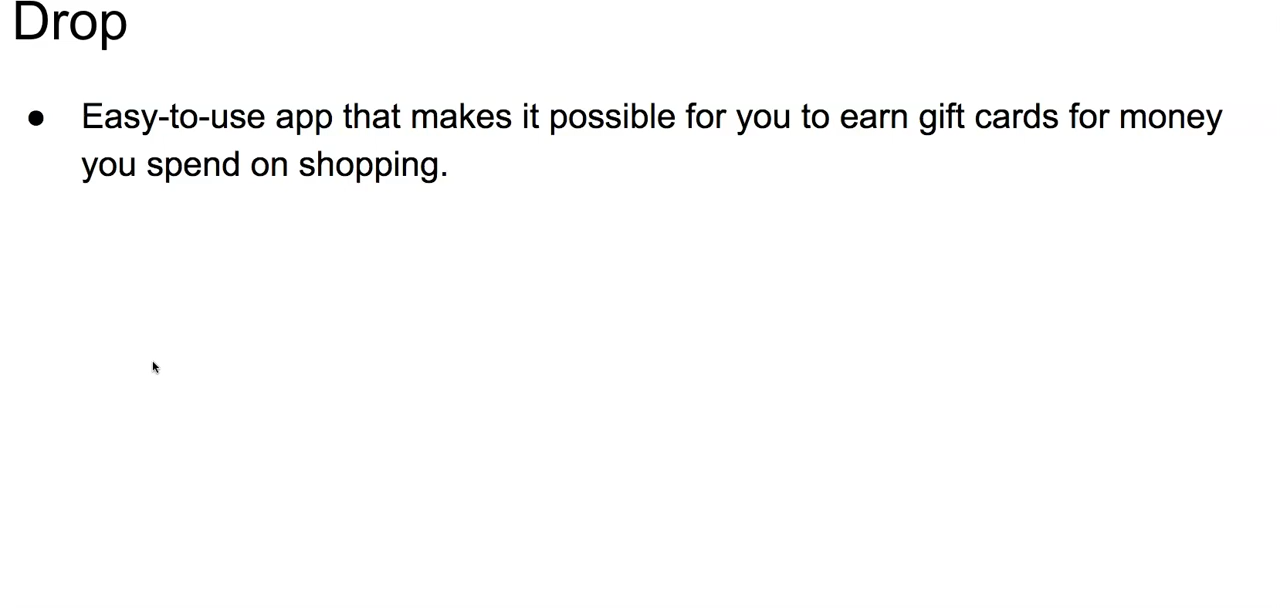 Drop
● Easy-to-use app that makes it possible for you to earn gift cards for money
you spend on shopping.